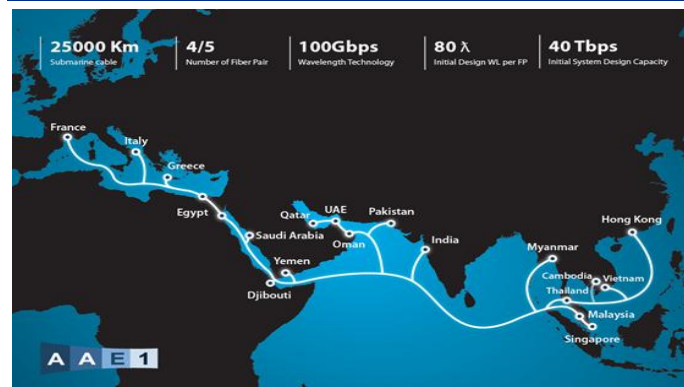 25000 Km
Submarine cable
4/5
Number of Fiber Pair
100Gbps
Wavelength Technology
80 λ
Initial Design WL per FP
40 Tbps
Initial System Design Capacity
France
Italy
Greece
Egypt
Qatar
UAE
Pakistan
Saudi Arabia
Oman
India
Hong Kong
Yemen
Myanmar
Djibouti
Cambodia
Vietnam
Thailand
Malaysia
Singapore
A A E 1